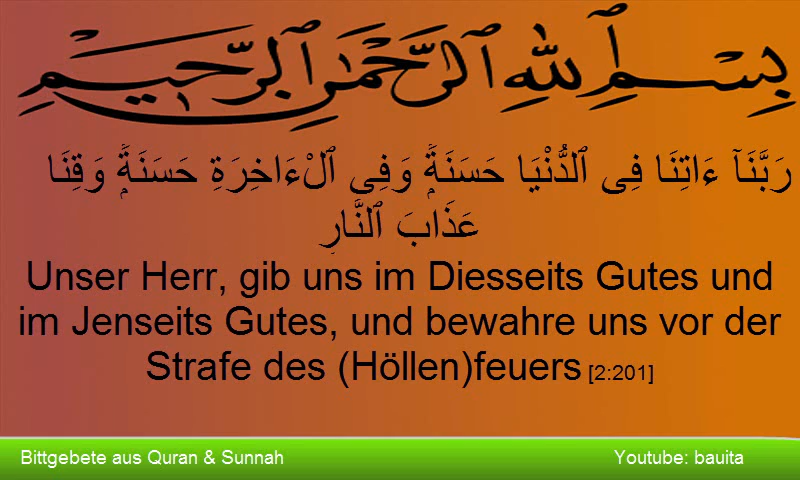 بِسْمِ ٱللَّهِ ٱلرَّحْمَٰنِ ٱلرَّحِيمِ
رَبَّنَآ ءَاتِنَا فِى ٱلدُّنْيَا حَسَنَةًۭ وَفِى ٱلْءَاخِرَةِ حَسَنَةًۭ وَقِنَا
عَذَابَ ٱلنَّارِ
Unser Herr, gib uns im Diesseits Gutes und
im Jenseits Gutes, und bewahre uns vor der
Strafe des (Höllen)feuers [2:201]
Bittgebete aus Quran & Sunnah Youtube: bauita